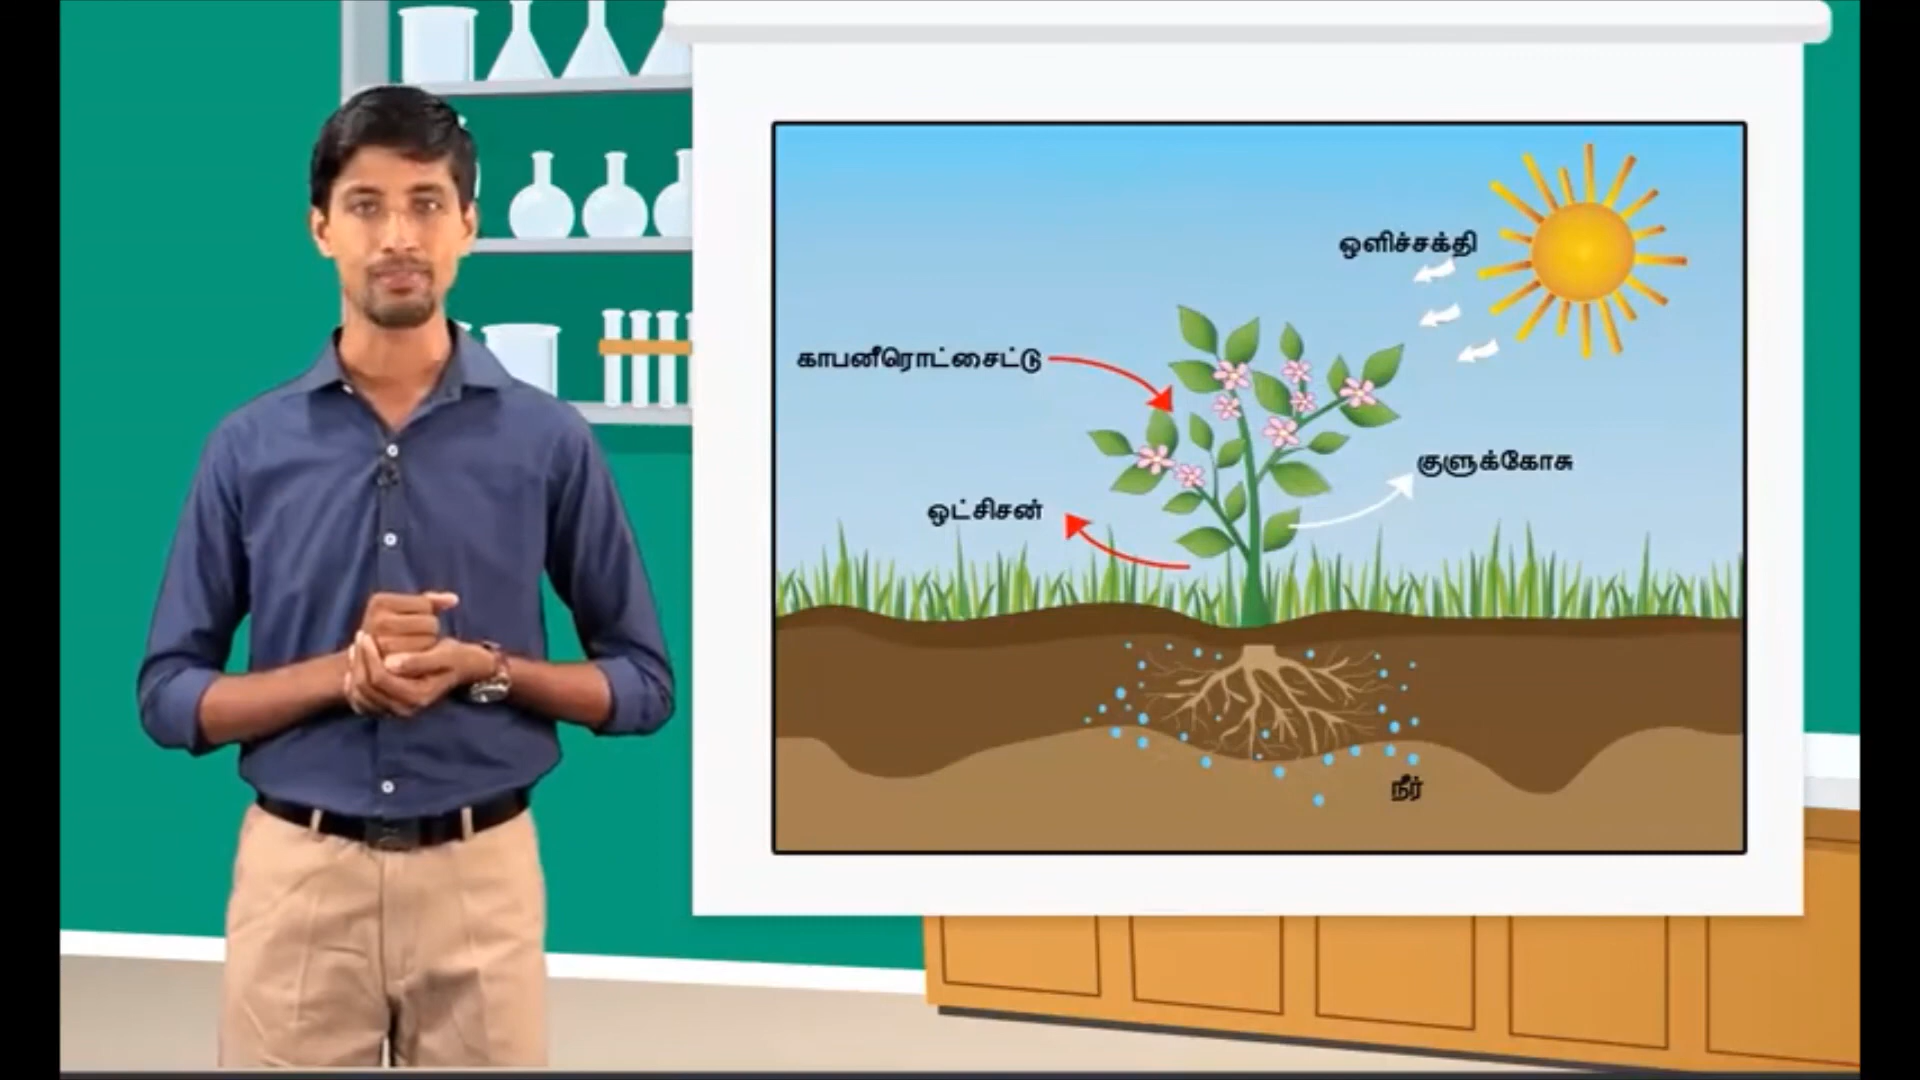 ஒளிச்சக்தி
காபனீரொட்சைட்டு
குளுக்கோசு
ஒட்சிசன்
நீர்